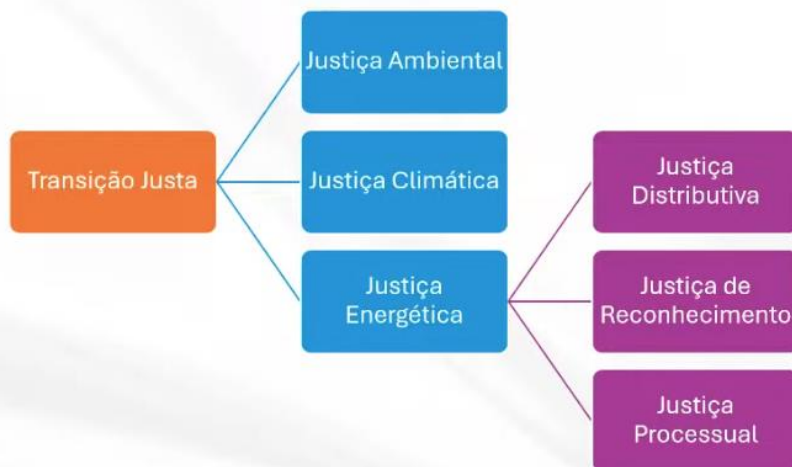 Transição Justa
Justiça Ambiental
Justiça Climática
Justiça
Energética
Justiça
Distributiva
Justiça de
Reconhecimento
Justiça
Processual